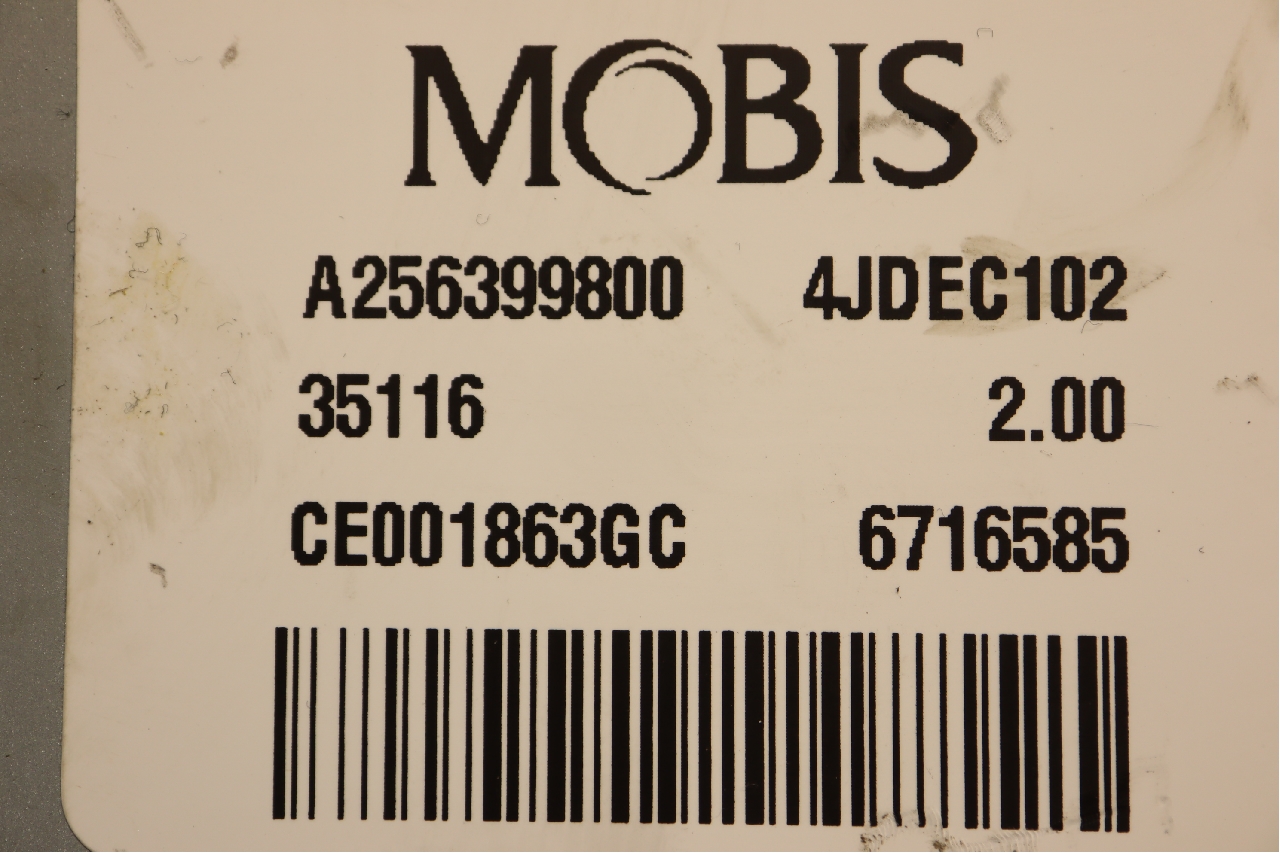 MOBIS
A256399800 4JDEC102
35116 2.00
CE001863GC 6716585